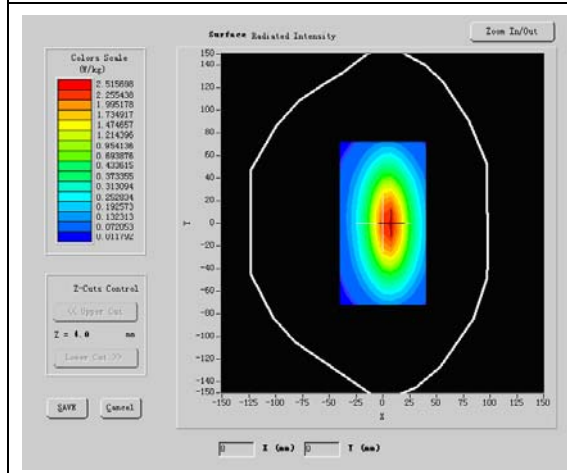 Surface Radiated Intensity
Zoom In/Out
Colors Scale
(W/kg)
2.515698
2.255438
1.995178
1.734917
1.474657
1.214396
0.954136
0.693876
0.433615
0.373355
0.313094
0.252834
0.192573
0.132313
0.072053
0.011792
150
140
120
100
80
60
40
20
0
-20
-40
-60
-80
-100
-120
-140
-150
Y
-150 -125 -100 -75 -50 -25 0 25 50 75 100 125 150
X
Z-Cuts Control
<< Upper Cut
Z = 4.0 mm
Lower Cut >>
SAVE
Cancel
0 X (mm) 0 Y (mm)